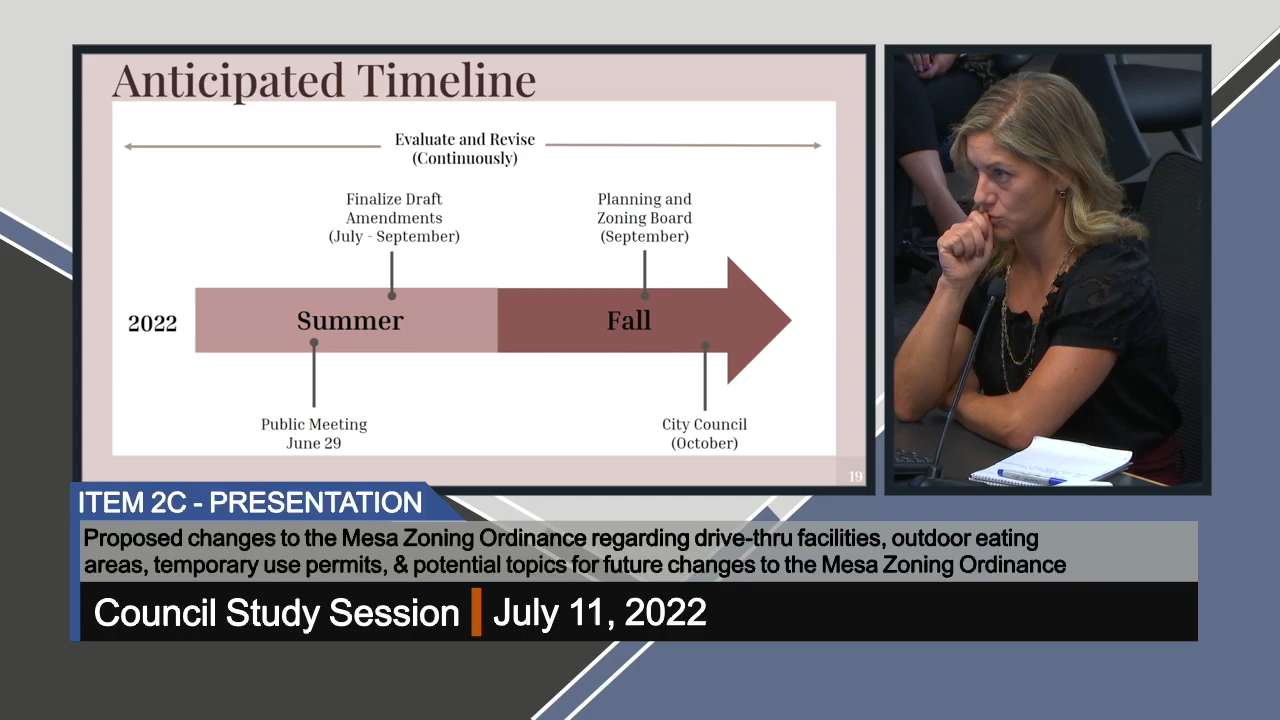 Anticipated Timeline
Evaluate and Revise
(Continuously)
Finalize Draft
Amendments
(July - September)
Planning and
Zoning Board
(September)
2022
Summer
Fall
Public Meeting
June 29
City Council
(October)
19
ITEM 2C - PRESENTATION
Proposed changes to the Mesa Zoning Ordinance regarding drive-thru facilities, outdoor eating
areas, temporary use permits, & potential topics for future changes to the Mesa Zoning Ordinance
Council Study Session July 11, 2022